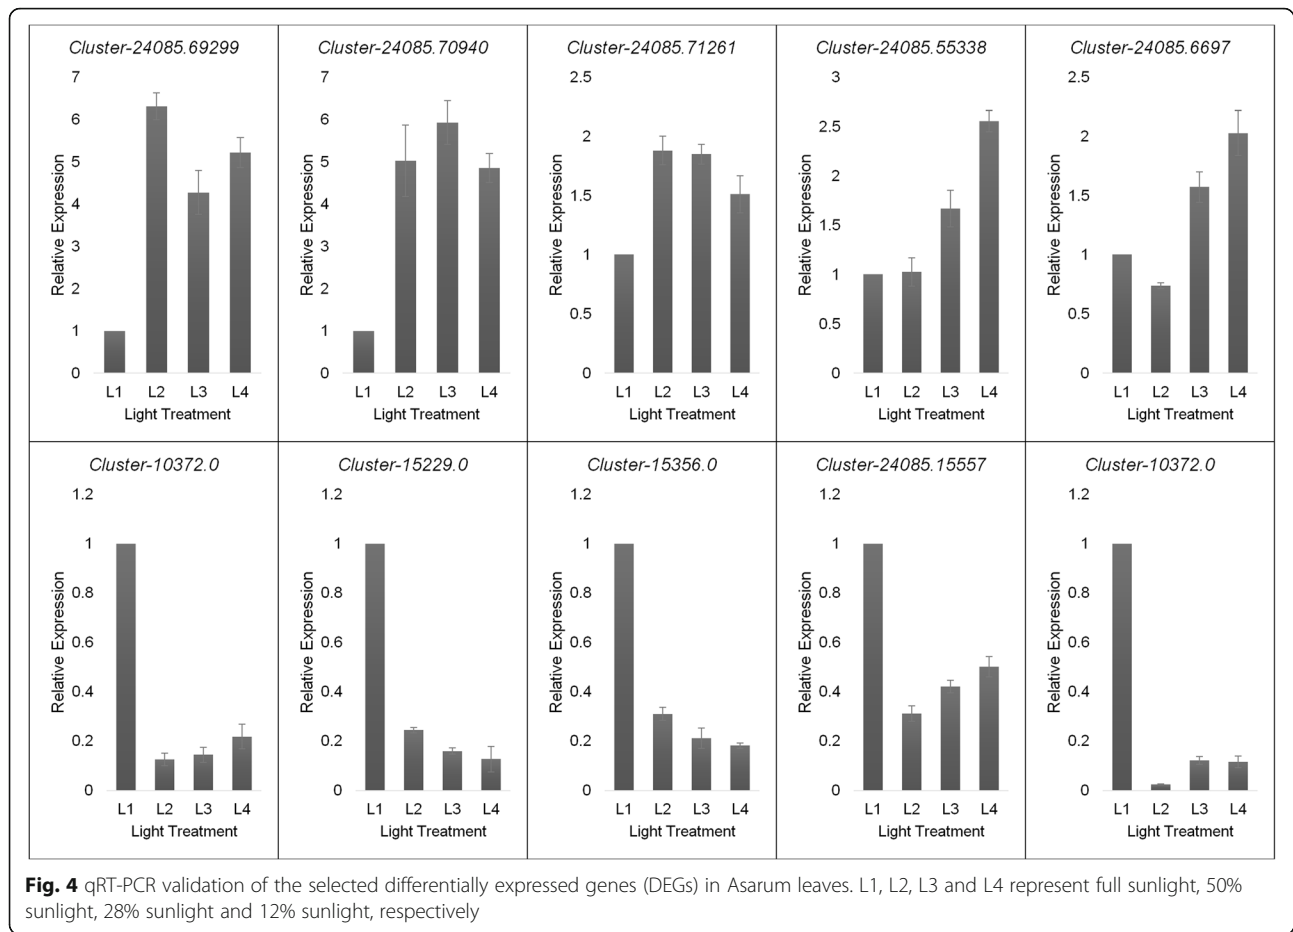 Cluster-24085.69299
7
6
5
4
3
2
1
0
Relative Expression
L1 L2 L3 L4
Light Treatment
Cluster-24085.70940
7
6
5
4
3
2
1
0
Relative Expression
L1 L2 L3 L4
Light Treatment
Cluster-24085.71261
2.5
2
1.5
1
0.5
0
Relative Expression
L1 L2 L3 L4
Light Treatment
Cluster-24085.55338
3
2.5
2
1.5
1
0.5
0
Relative Expression
L1 L2 L3 L4
Light Treatment
Cluster-24085.6697
2.5
2
1.5
1
0.5
0
Relative Expression
L1 L2 L3 L4
Light Treatment
Cluster-10372.0
1.2
1
0.8
0.6
0.4
0.2
0
Relative Expression
L1 L2 L3 L4
Light Treatment
Cluster-15229.0
1.2
1
0.8
0.6
0.4
0.2
0
Relative Expression
L1 L2 L3 L4
Light Treatment
Cluster-15356.0
1.2
1
0.8
0.6
0.4
0.2
0
Relative Expression
L1 L2 L3 L4
Light Treatment
Cluster-24085.15557
1.2
1
0.8
0.6
0.4
0.2
0
Relative Expression
L1 L2 L3 L4
Light Treatment
Cluster-10372.0
1.2
1
0.8
0.6
0.4
0.2
0
Relative Expression
L1 L2 L3 L4
Light Treatment
Fig. 4 qRT-PCR validation of the selected differentially expressed genes (DEGs) in Asarum leaves. L1, L2, L3 and L4 represent full sunlight, 50%
sunlight, 28% sunlight and 12% sunlight, respectively